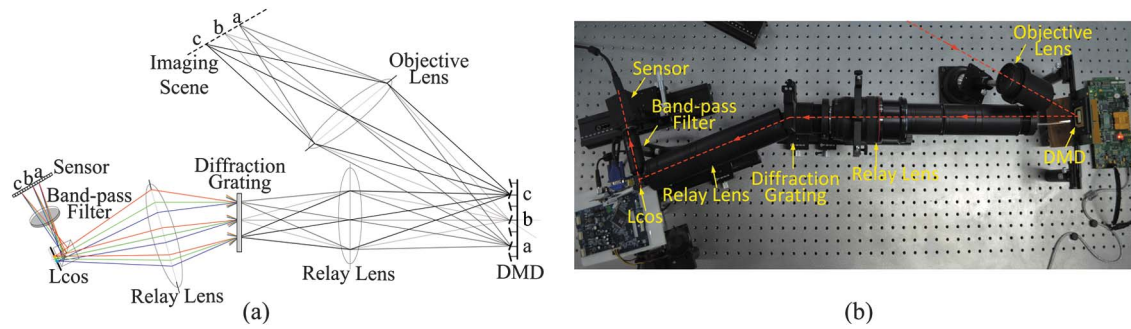 a
b
c
Imaging
Scene
Objective
Lens
Sensor
c b a
Band-pass
Filter
Lcos
Relay Lens
Diffraction
Grating
Relay Lens
c
b
a
DMD
(a)
Objective
Lens
Sensor
Band-pass
Filter
DMD
Relay Lens
Diffraction
Grating
Relay Lens
Lcos
(b)